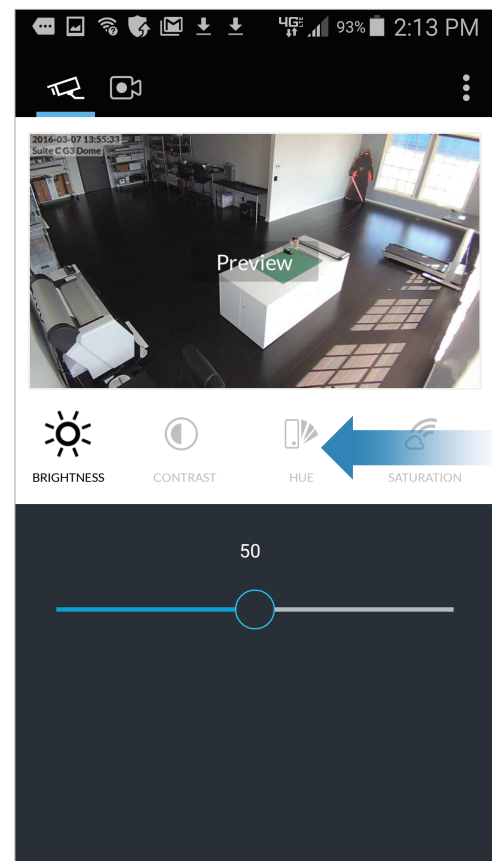 4G 93% 2:13 PM
2016-03-07 13:55:33
Suite C G3 Dome
Preview
BRIGHTNESS CONTRAST HUE SATURATION
50